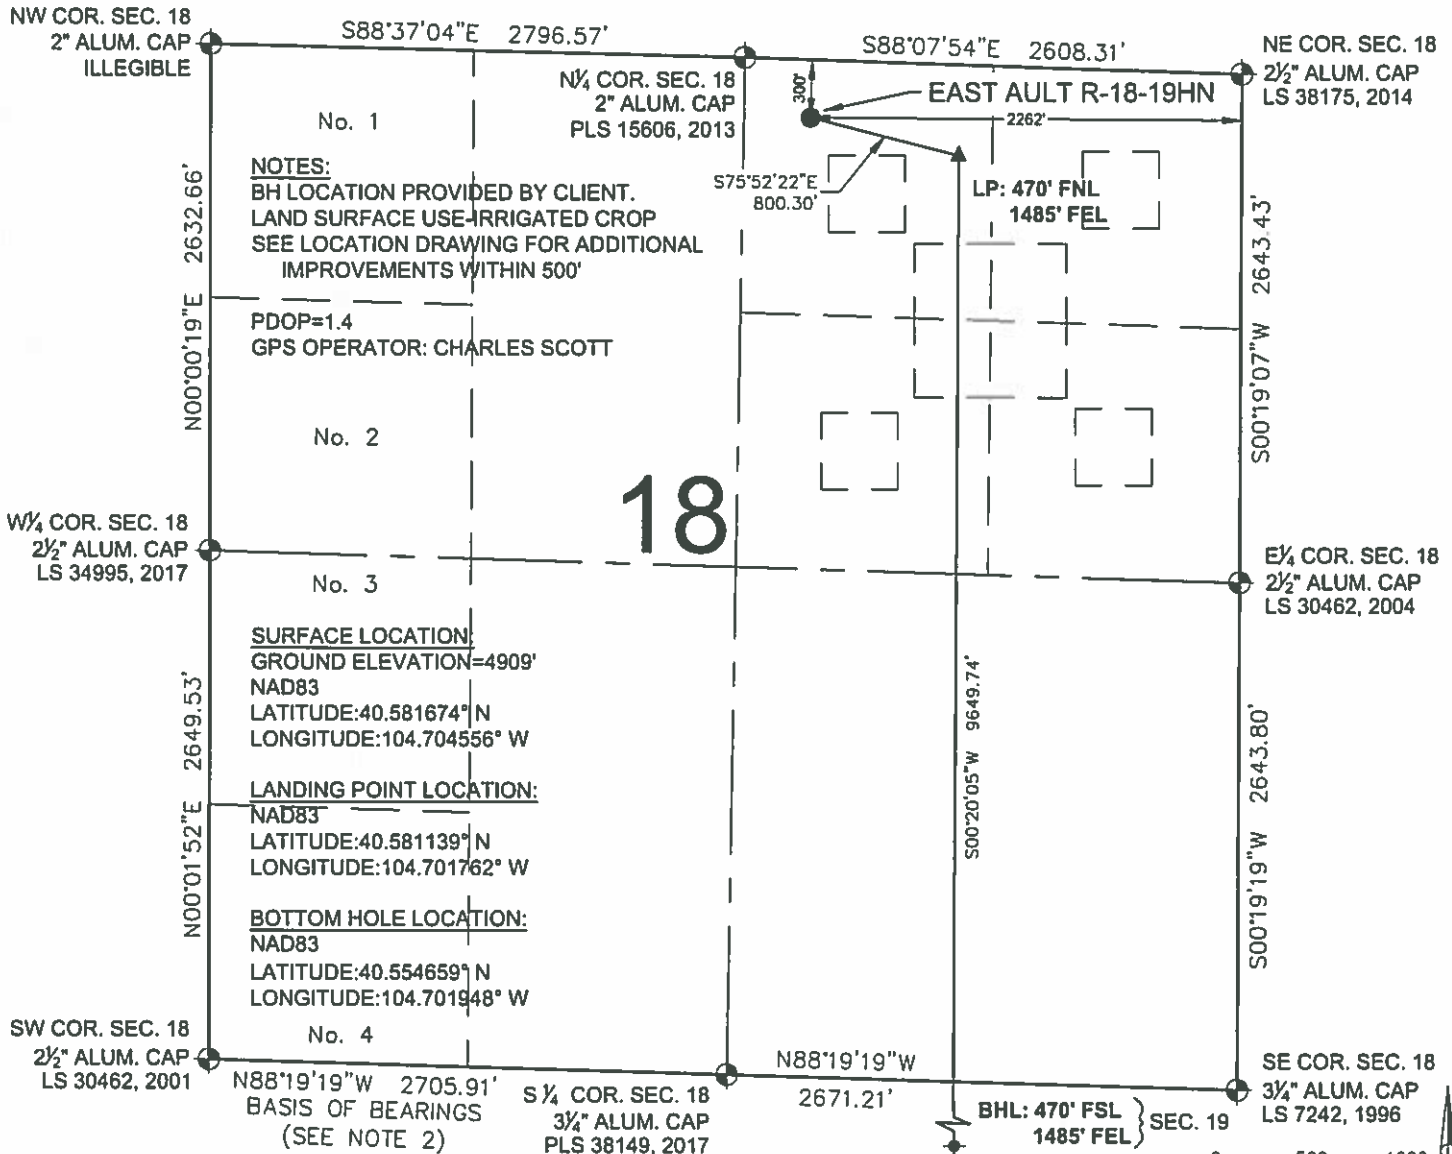 NW COR. SEC. 18
2" ALUM. CAP
ILLEGIBLE
S88°37'04"E 2796.57'
S88°07'54"E 2608.31'
NE COR. SEC. 18
2½" ALUM. CAP
LS 38175, 2014
N¼ COR. SEC. 18
2" ALUM. CAP
PLS 15606, 2013
300'
EAST AULT R-18-19HN
2262'
No. 1
NOTES:
BH LOCATION PROVIDED BY CLIENT.
LAND SURFACE USE-IRRIGATED CROP
SEE LOCATION DRAWING FOR ADDITIONAL
IMPROVEMENTS WITHIN 500'
S75°52'22"E
800.30'
LP: 470' FNL
1485' FEL
N00°00'19"E 2632.66'
S00°19'07"W 2643.43'
PDOP=1.4
GPS OPERATOR: CHARLES SCOTT
No. 2
18
W¼ COR. SEC. 18
2½" ALUM. CAP
LS 34995, 2017
E¼ COR. SEC. 18
2½" ALUM. CAP
LS 30462, 2004
No. 3
SURFACE LOCATION:
GROUND ELEVATION=4909'
NAD83
LATITUDE:40.581674° N
LONGITUDE:104.704556° W
LANDING POINT LOCATION:
NAD83
LATITUDE:40.581139° N
LONGITUDE:104.701762° W
BOTTOM HOLE LOCATION:
NAD83
LATITUDE:40.554659° N
LONGITUDE:104.701948° W
N00°01'52"E 2649.53'
S00°20'05"W 9649.74'
S00°19'19"W 2643.80'
No. 4
SW COR. SEC. 18
2½" ALUM. CAP
LS 30462, 2001
N88°19'19"W 2705.91'
BASIS OF BEARINGS
(SEE NOTE 2)
S ¼ COR. SEC. 18
3¼" ALUM. CAP
PLS 38149, 2017
N88°19'19"W
2671.21'
BHL: 470' FSL
1485' FEL
SEC. 19
SE COR. SEC. 18
3¼" ALUM. CAP
LS 7242, 1996